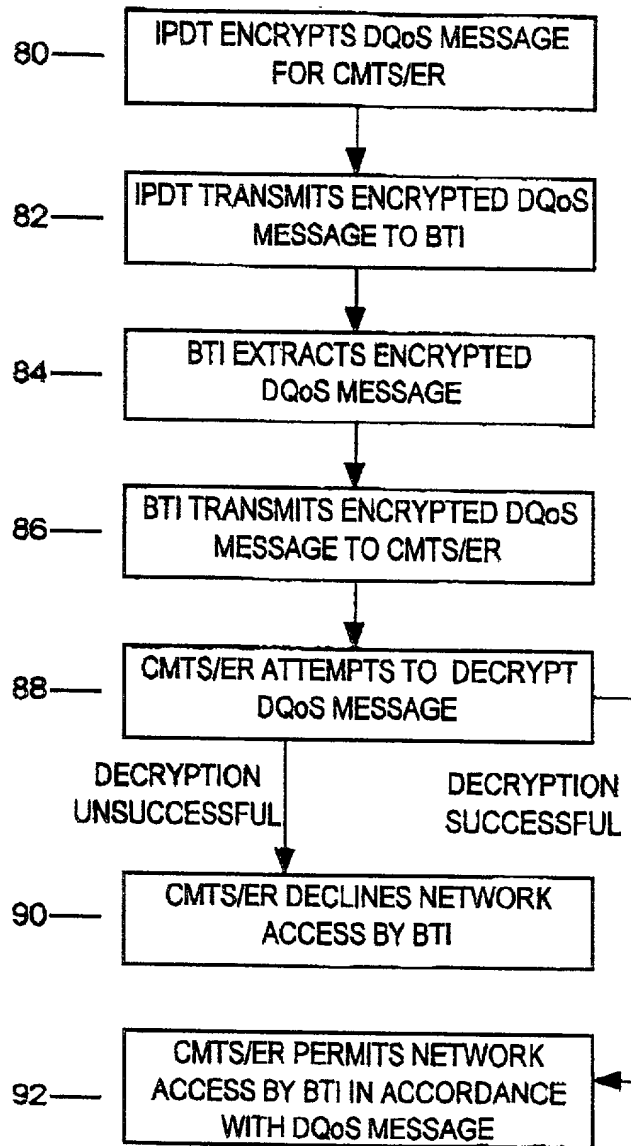 80
IPDT ENCRYPTS DQoS MESSAGE
FOR CMTS/ER
82
IPDT TRANSMITS ENCRYPTED DQoS
MESSAGE TO BTI
84
BTI EXTRACTS ENCRYPTED
DQoS MESSAGE
86
BTI TRANSMITS ENCRYPTED DQoS
MESSAGE TO CMTS/ER
88
CMTS/ER ATTEMPTS TO DECRYPT
DQoS MESSAGE
DECRYPTION
UNSUCCESSFUL
DECRYPTION
SUCCESSFUL
90
CMTS/ER DECLINES NETWORK
ACCESS BY BTI
92
CMTS/ER PERMITS NETWORK
ACCESS BY BTI IN ACCORDANCE
WITH DQoS MESSAGE